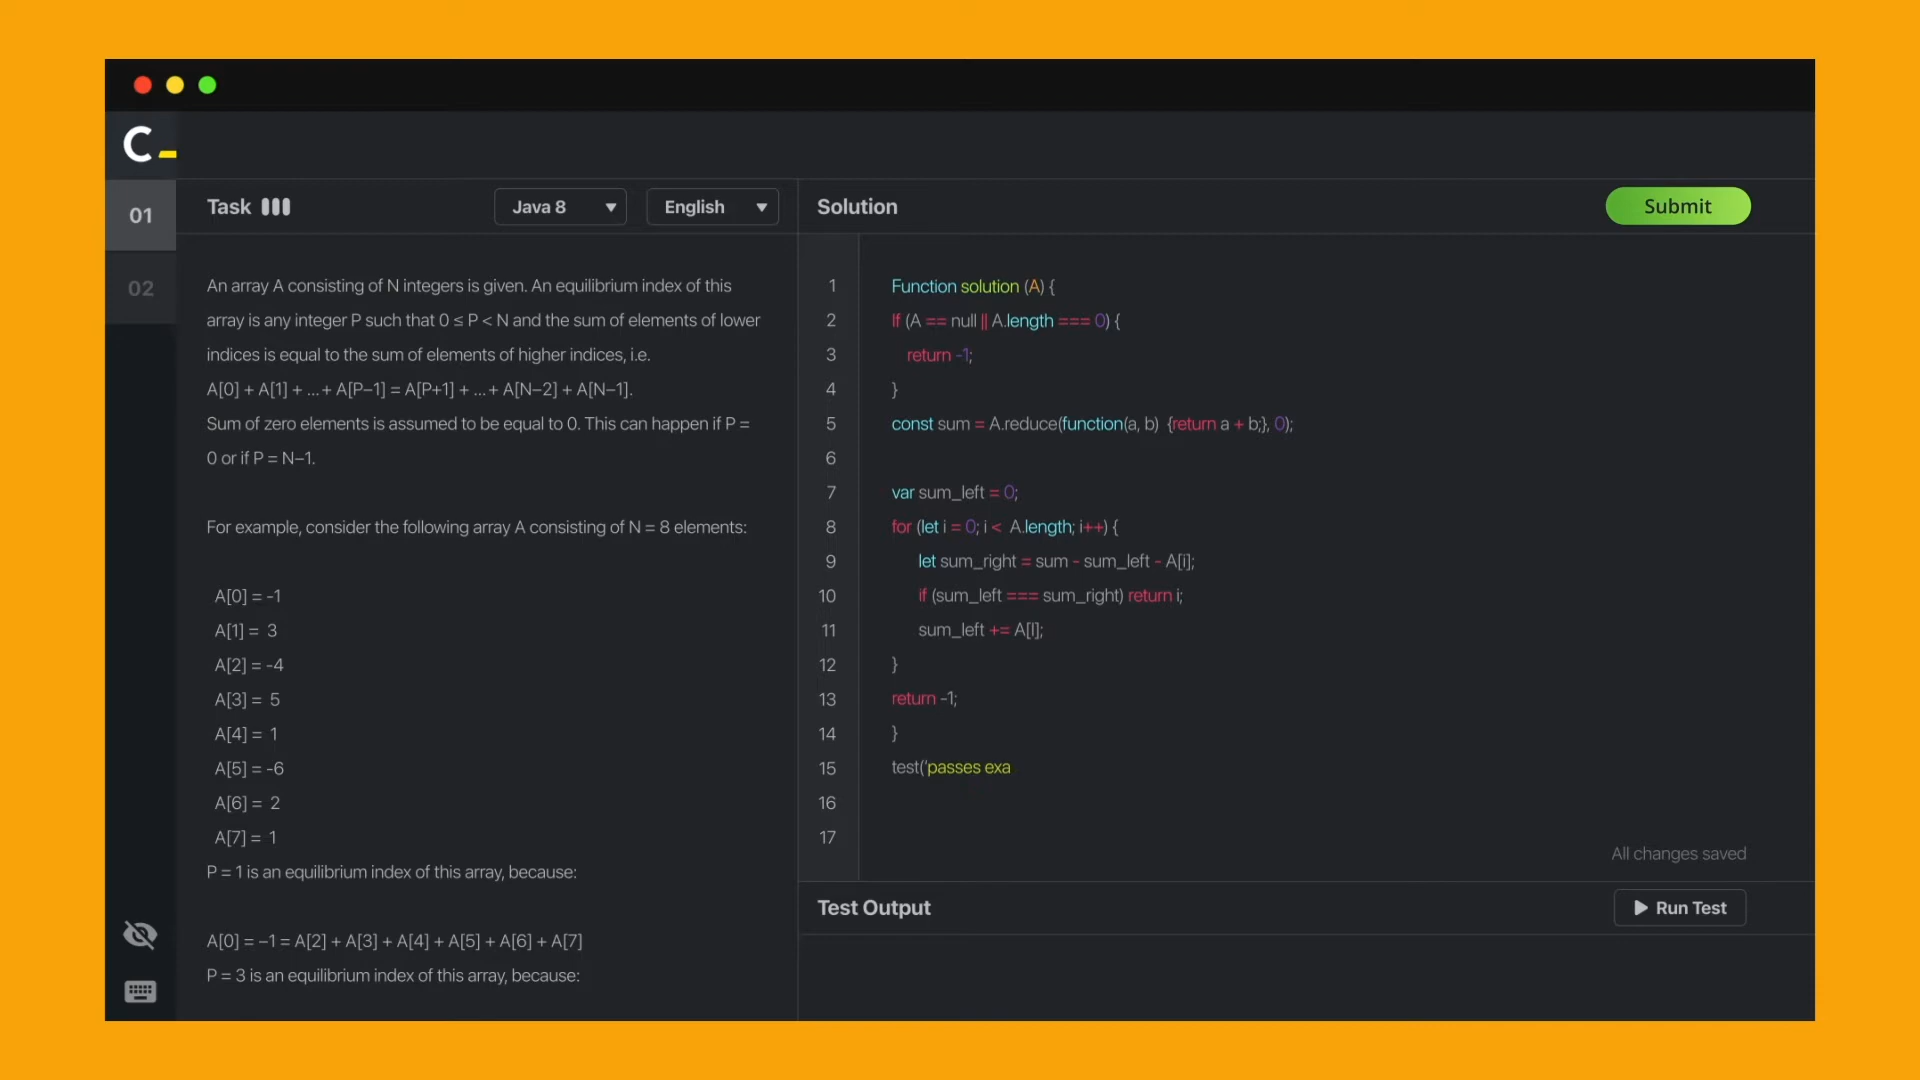 C_
01
02
Task
Java 8
English
An array A consisting of N integers is given. An equilibrium index of this
array is any integer P such that 0 ≤ P < N and the sum of elements of lower
indices is equal to the sum of elements of higher indices, i.e.
A[0] + A[1] + ... + A[P−1] = A[P+1] + ... + A[N−2] + A[N−1].
Sum of zero elements is assumed to be equal to 0. This can happen if P =
0 or if P = N−1.
For example, consider the following array A consisting of N = 8 elements:
A[0] = -1
A[1] = 3
A[2] = -4
A[3] = 5
A[4] = 1
A[5] = -6
A[6] = 2
A[7] = 1
P = 1 is an equilibrium index of this array, because:
A[0] = −1 = A[2] + A[3] + A[4] + A[5] + A[6] + A[7]
P = 3 is an equilibrium index of this array, because:
Solution
Submit
1 Function solution (A) {
2 If (A == null || A.length === 0) {
3 return -1;
4 }
5 const sum = A.reduce(function(a, b) {return a + b;}, 0);
6
7 var sum_left = 0;
8 for (let i = 0; i < A.length; i++) {
9 let sum_right = sum - sum_left - A[i];
10 if (sum_left === sum_right) return i;
11 sum_left += A[I];
12 }
13 return -1;
14 }
15 test('passes exa
16
17
All changes saved
Test Output
Run Test